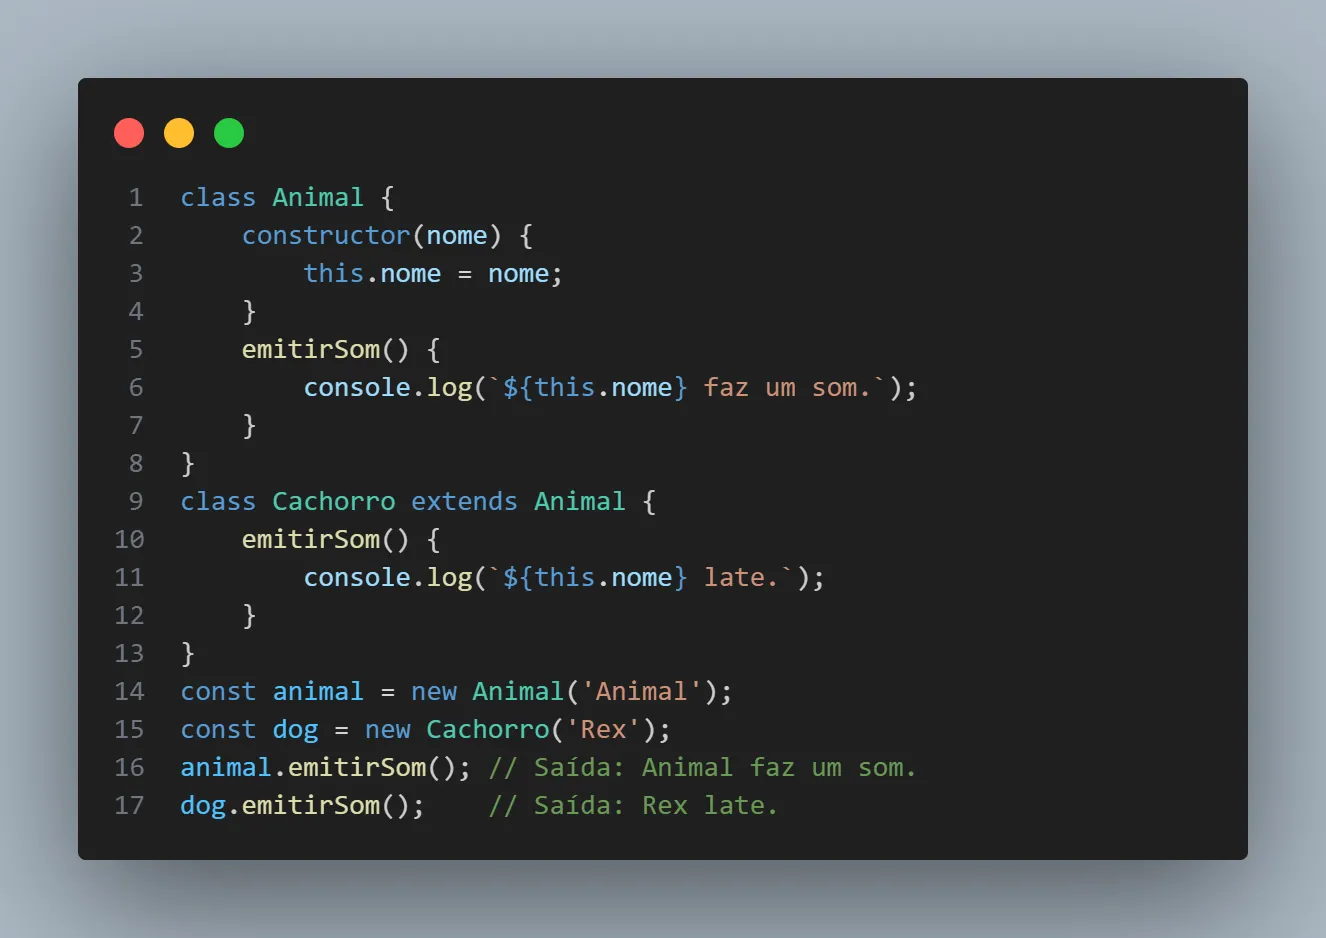 1 class Animal {
2     constructor(nome) {
3         this.nome = nome;
4     }
5     emitirSom() {
6         console.log(`${this.nome} faz um som.`);
7     }
8 }
9 class Cachorro extends Animal {
10     emitirSom() {
11         console.log(`${this.nome} late.`);
12     }
13 }
14 const animal = new Animal('Animal');
15 const dog = new Cachorro('Rex');
16 animal.emitirSom(); // Saída: Animal faz um som.
17 dog.emitirSom();    // Saída: Rex late.